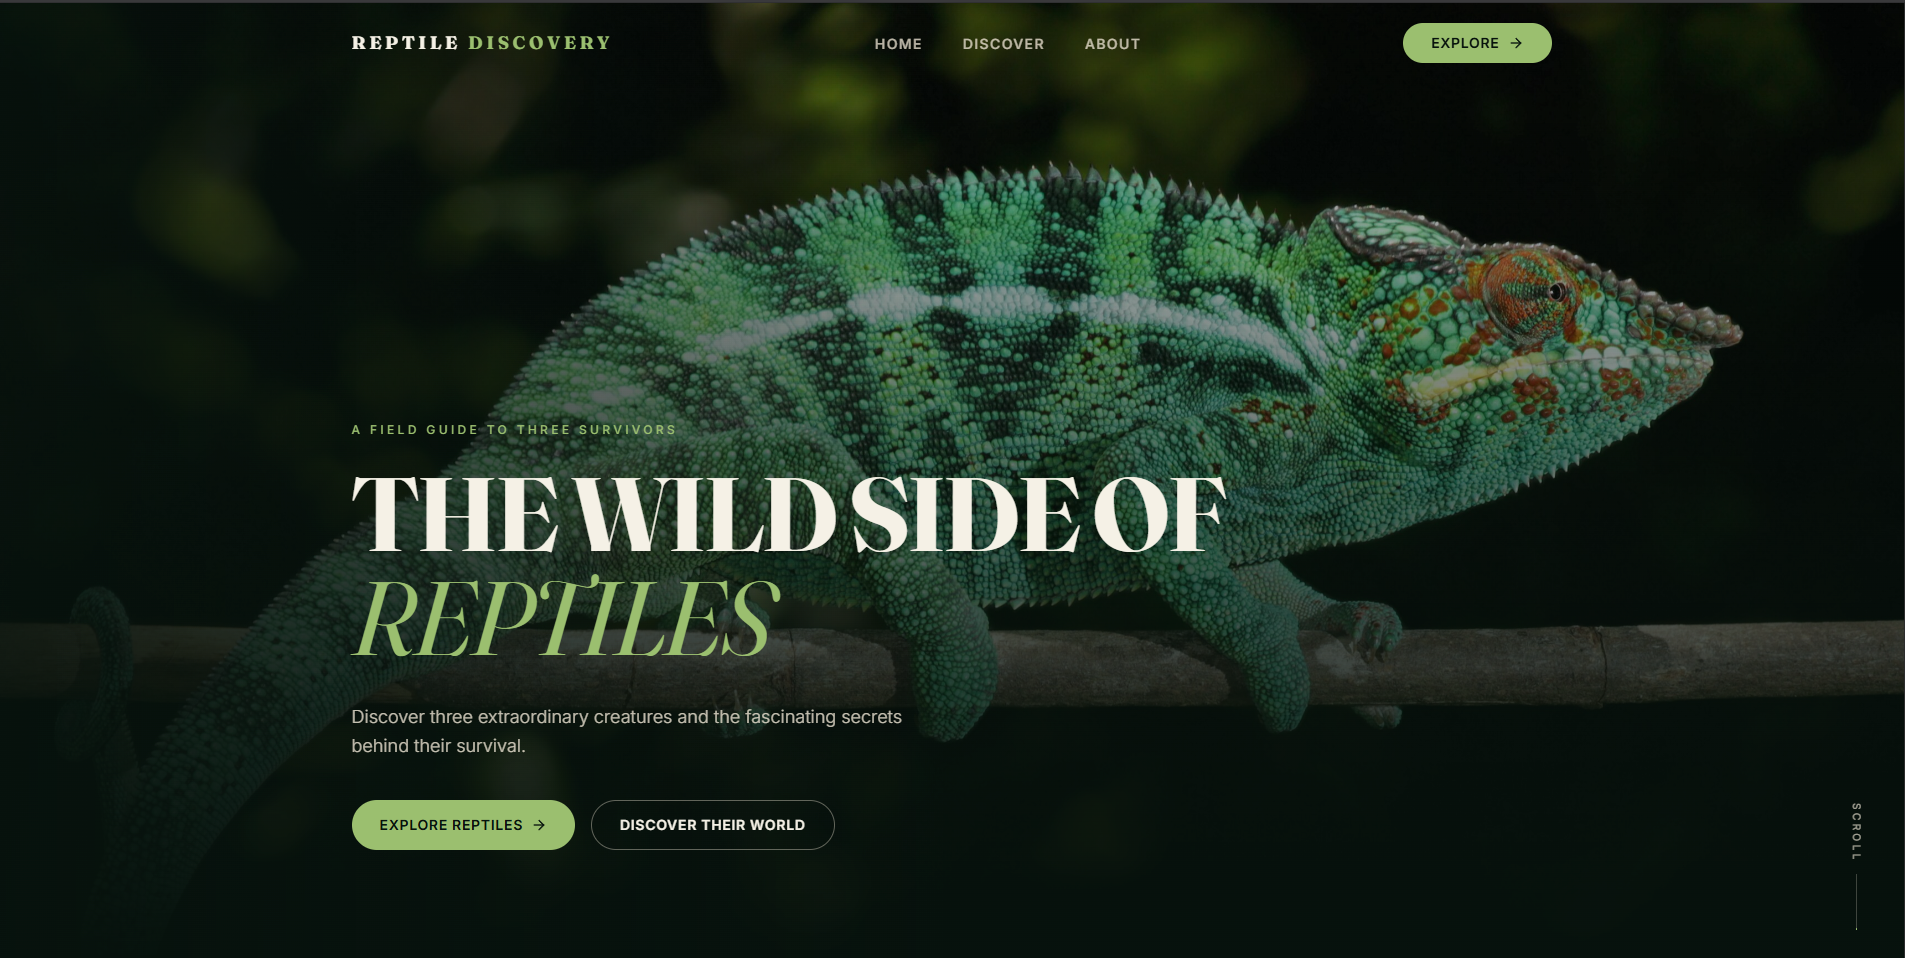 REPTILE DISCOVERY
HOME
DISCOVER
ABOUT
EXPLORE →
A FIELD GUIDE TO THREE SURVIVORS
THE WILD SIDE OF
REPTILES
Discover three extraordinary creatures and the fascinating secrets
behind their survival.
EXPLORE REPTILES →
DISCOVER THEIR WORLD
SCROLL